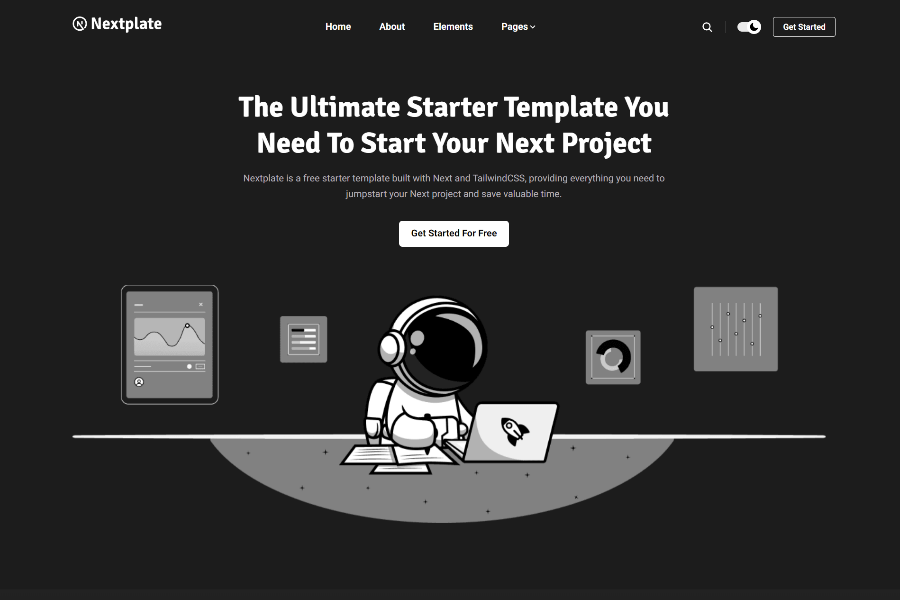 Nextplate
Home About Elements Pages
Get Started
The Ultimate Starter Template You
Need To Start Your Next Project
Nextplate is a free starter template built with Next and TailwindCSS, providing everything you need to
jumpstart your Next project and save valuable time.
Get Started For Free